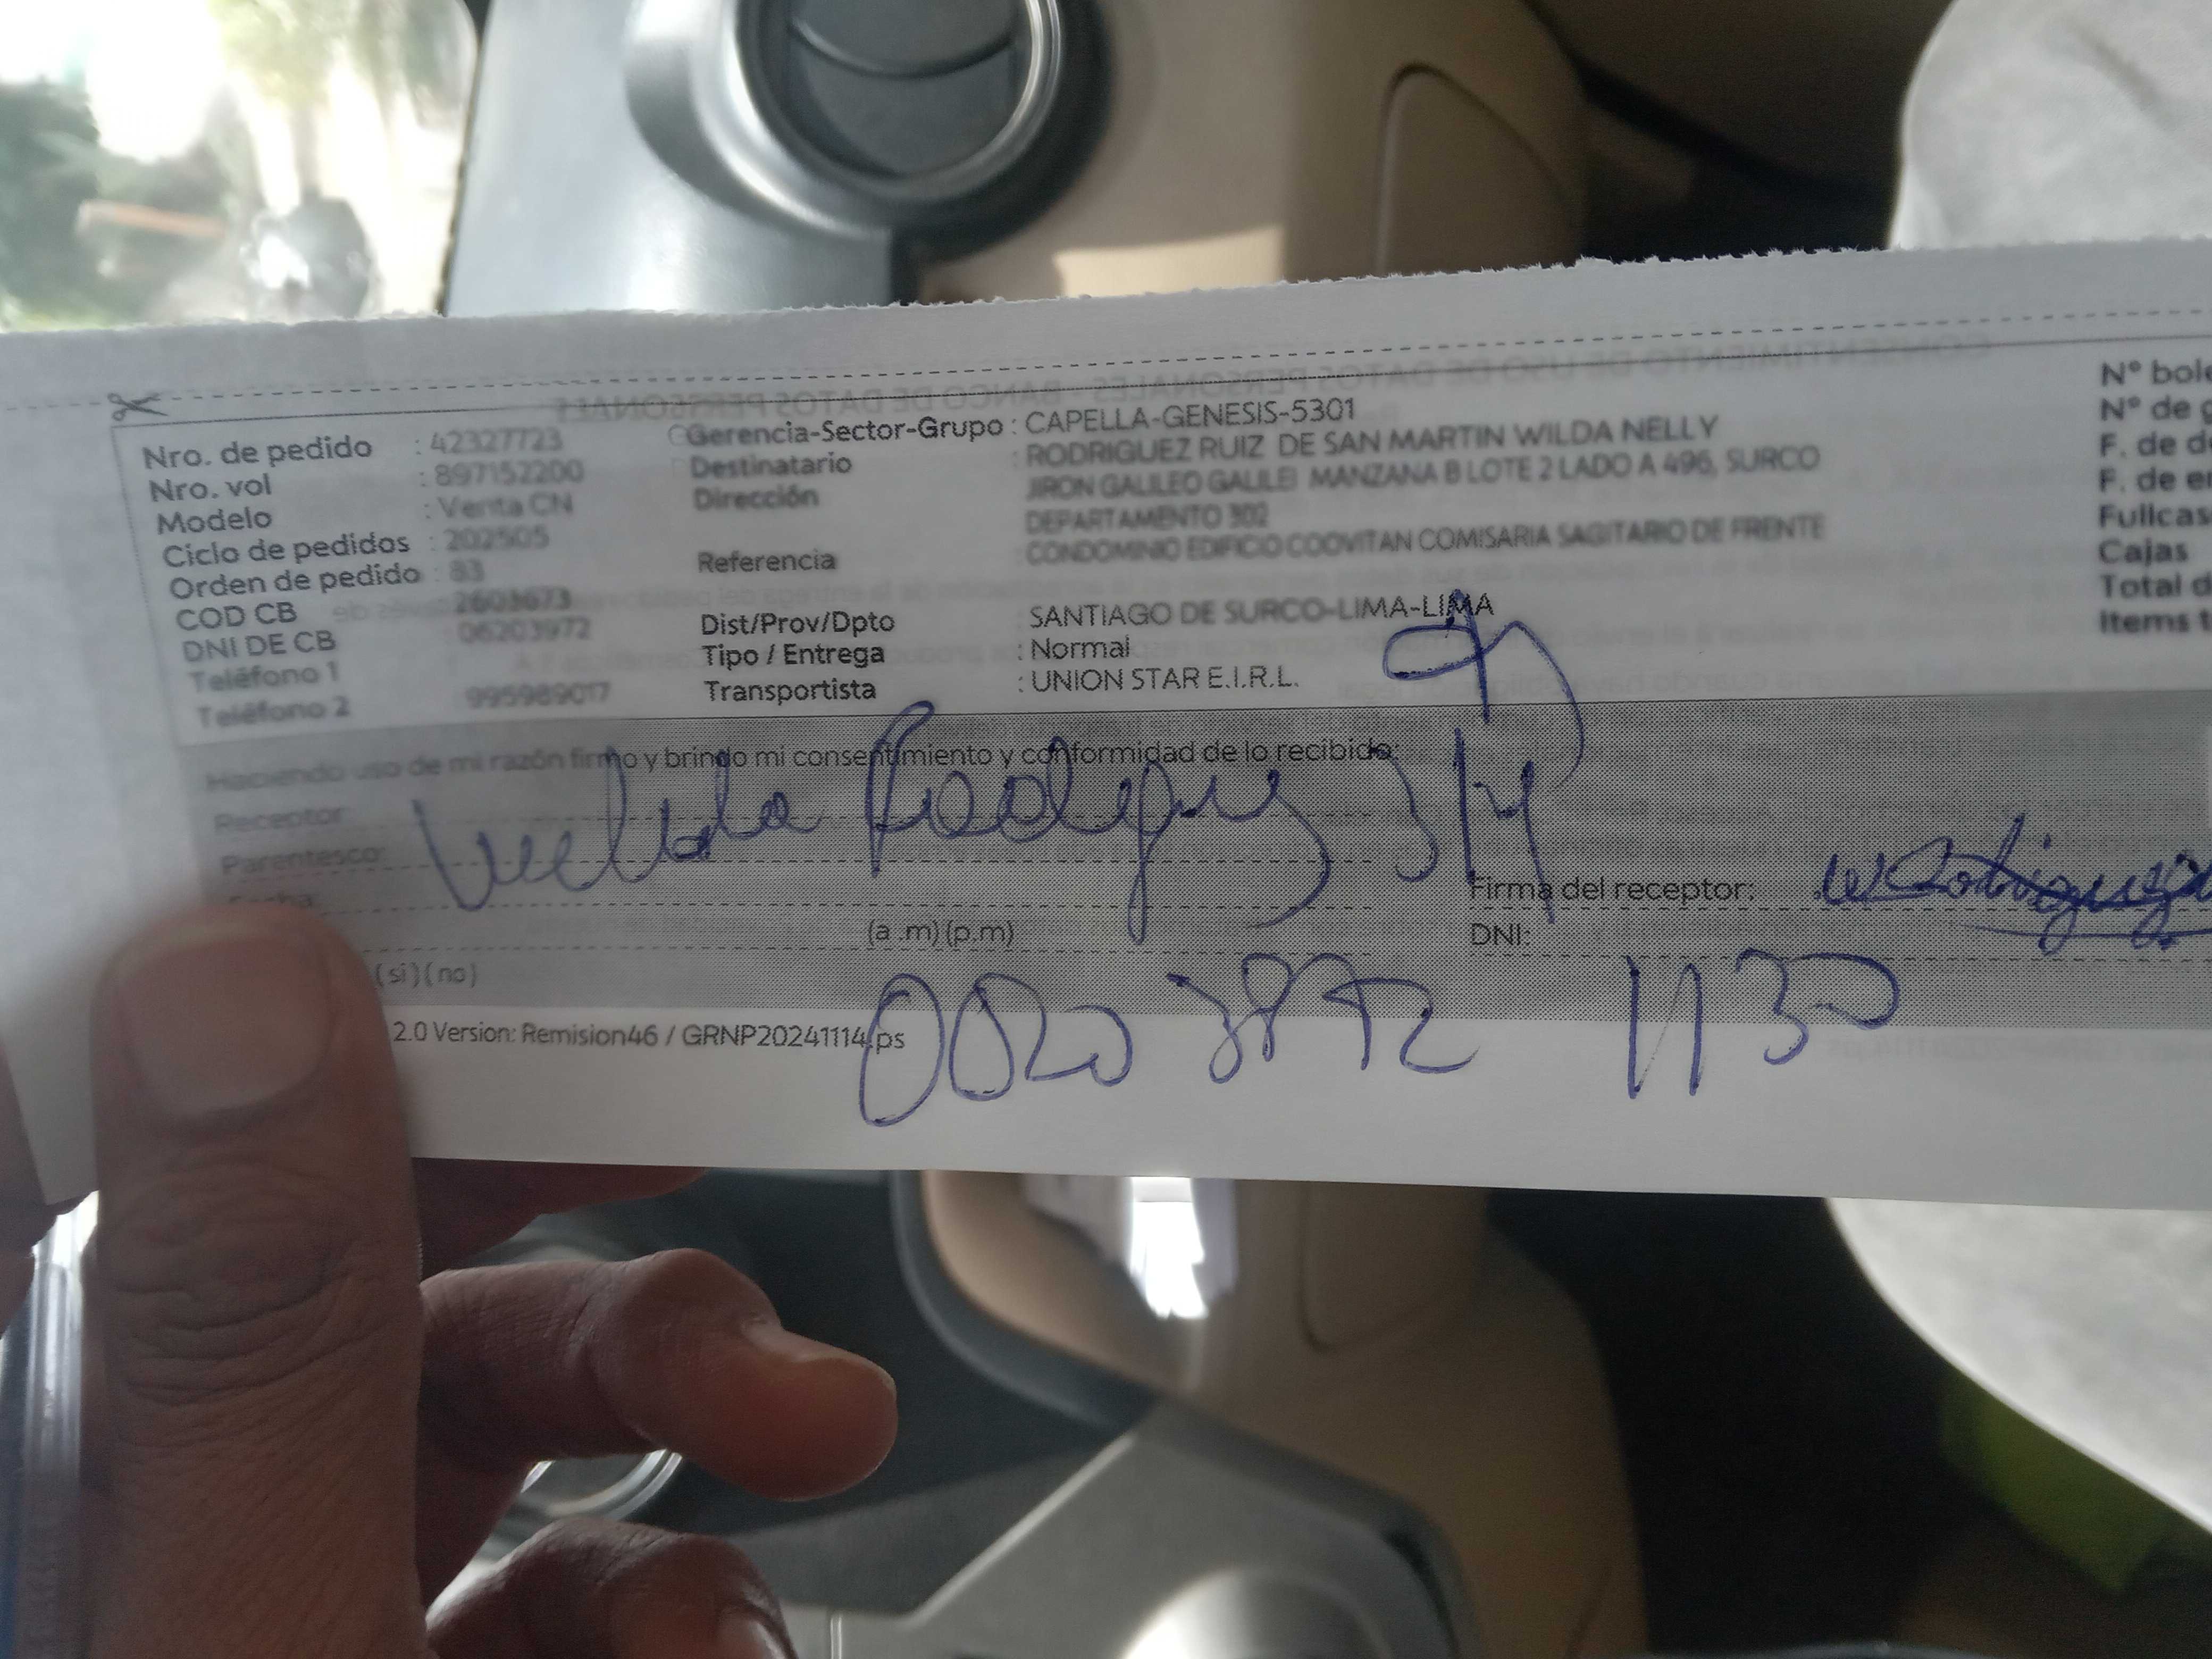 Nro. de pedido : 42327723
Nro. vol : 897152200
Modelo : Venta CN
Ciclo de pedidos : 202505
Orden de pedido : 83
COD CB 2603673
DNI DE CB 06203972
Teléfono 1
Teléfono 2 995989017
Gerencia-Sector-Grupo : CAPELLA-GENESIS-5301
Destinatario : RODRIGUEZ RUIZ DE SAN MARTIN WILDA NELLY
Dirección JIRON GALILEO GALILEI MANZANA B LOTE 2 LADO A 496, SURCO
DEPARTAMENTO 302
Referencia CONDOMINIO EDIFICIO COOVITAN COMISARIA SAGITARIO DE FRENTE
Dist/Prov/Dpto : SANTIAGO DE SURCO-LIMA-LIMA
Tipo / Entrega : Normal
Transportista : UNION STAR E.I.R.L.
N° bole
N° de g
F. de de
F. de en
Fullcas
Cajas
Total d
Items t
Haciendo uso de mi razón firmo y brindo mi consentimiento y conformidad de lo recibido:
Receptor:
Parentesco:
Fecha:
Firma del receptor:
(a .m) (p.m) DNI:
(si) (no)
2.0 Version: Remision46 / GRNP20241114.ps
1130